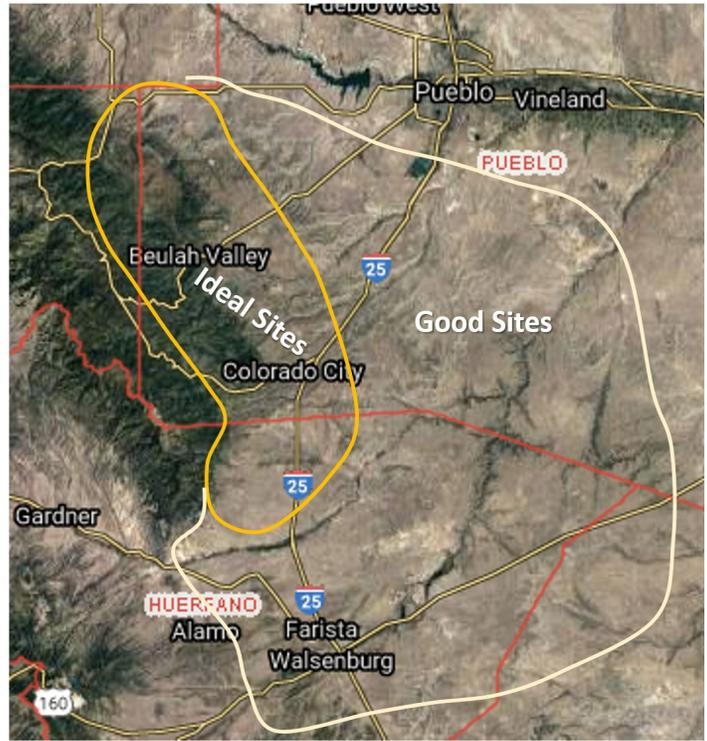 Pueblo West
Pueblo
Vineland
PUEBLO
Beulah Valley
25
Ideal Sites
Good Sites
Colorado City
25
Gardner
25
HUERFANO
Alamo
Farista
Walsenburg
160